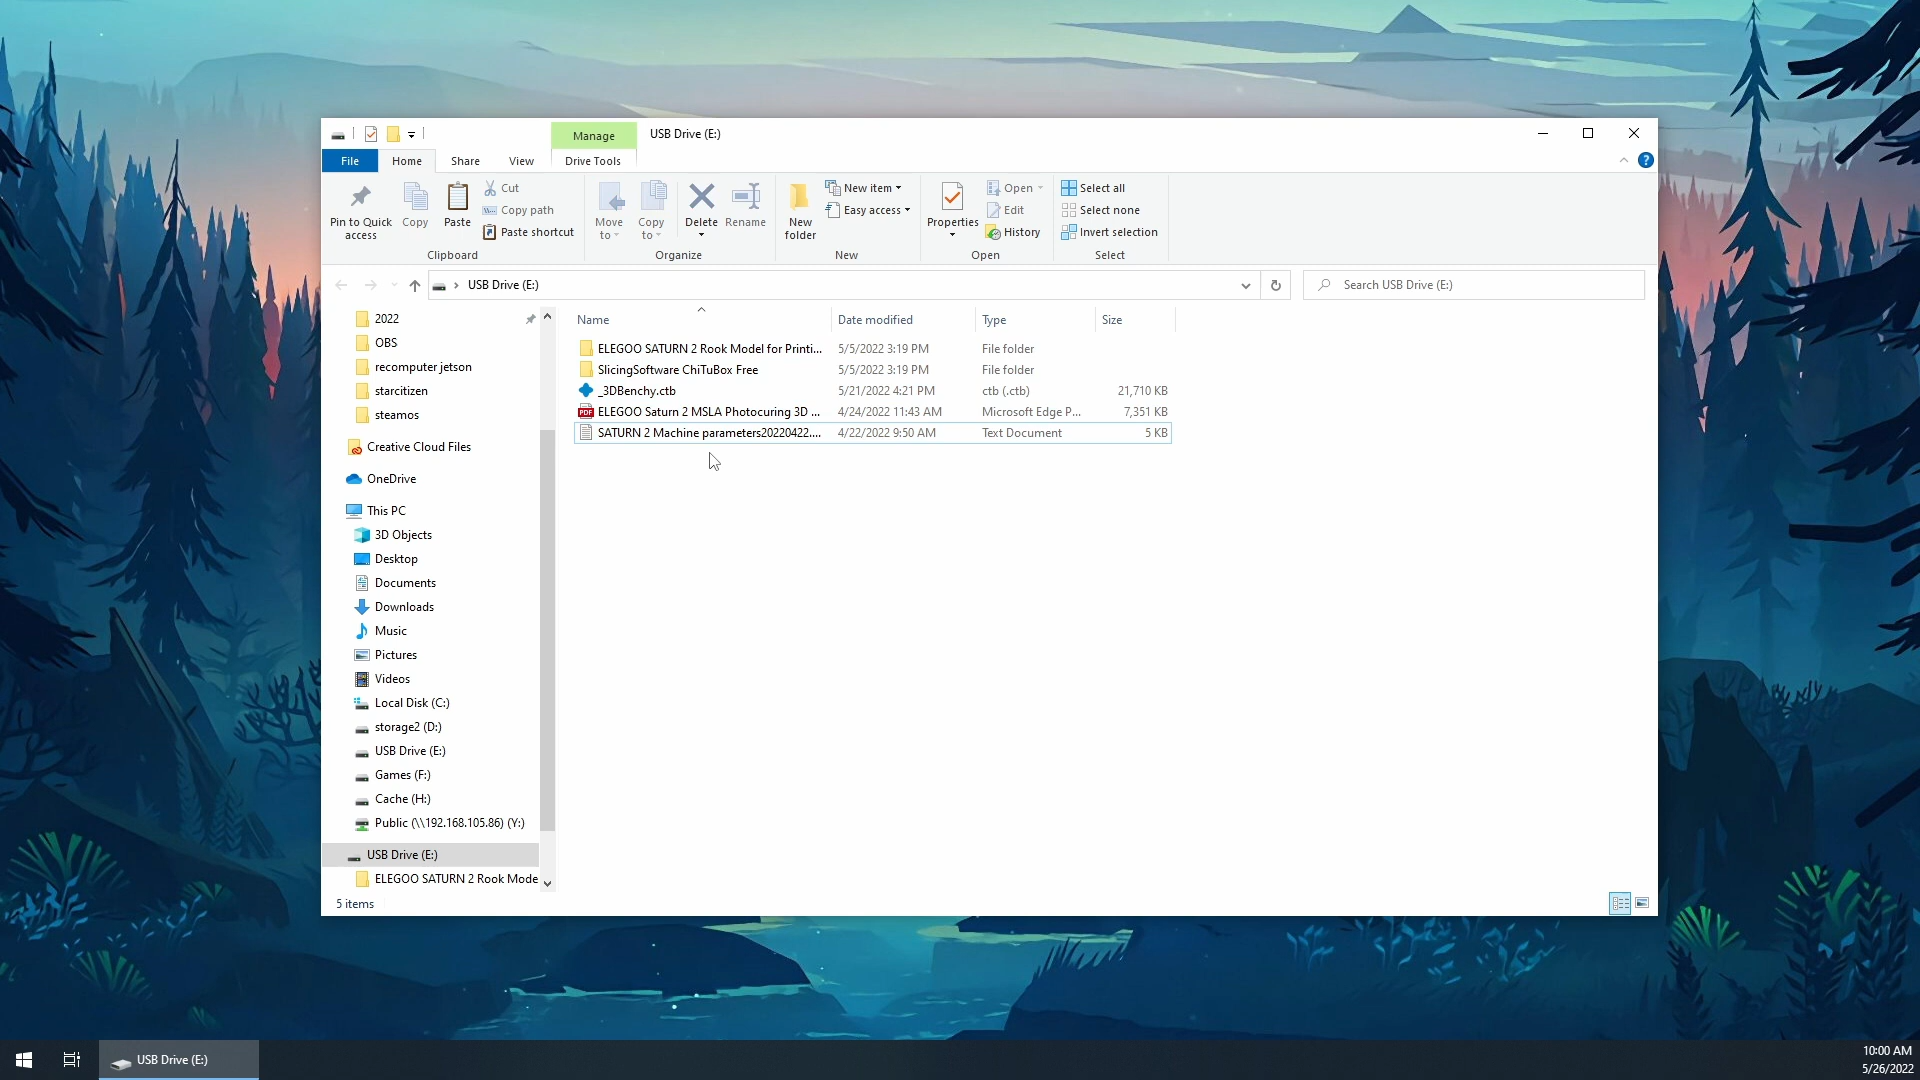 Manage
USB Drive (E:)
File
Home
Share
View
Drive Tools
?
Pin to Quick
access
Copy
Paste
Cut
Copy path
Paste shortcut
Clipboard
Move
to
Copy
to
Delete
Rename
Organize
New
folder
New item
Easy access
New
Properties
Open
Edit
History
Open
Select all
Select none
Invert selection
Select
USB Drive (E:)
Search USB Drive (E:)
2022
OBS
recomputer jetson
starcitizen
steamos
Creative Cloud Files
OneDrive
This PC
3D Objects
Desktop
Documents
Downloads
Music
Pictures
Videos
Local Disk (C:)
storage2 (D:)
USB Drive (E:)
Games (F:)
Cache (H:)
Public (\\192.168.105.86) (Y:)
USB Drive (E:)
ELEGOO SATURN 2 Rook Mode
Name Date modified Type Size
ELEGOO SATURN 2 Rook Model for Printi... 5/5/2022 3:19 PM File folder
SlicingSoftware ChiTuBox Free 5/5/2022 3:19 PM File folder
_3DBenchy.ctb 5/21/2022 4:21 PM ctb (.ctb) 21,710 KB
PDF ELEGOO Saturn 2 MSLA Photocuring 3D ... 4/24/2022 11:43 AM Microsoft Edge P... 7,351 KB
SATURN 2 Machine parameters20220422.... 4/22/2022 9:50 AM Text Document 5 KB
5 items
USB Drive (E:)
10:00 AM
5/26/2022